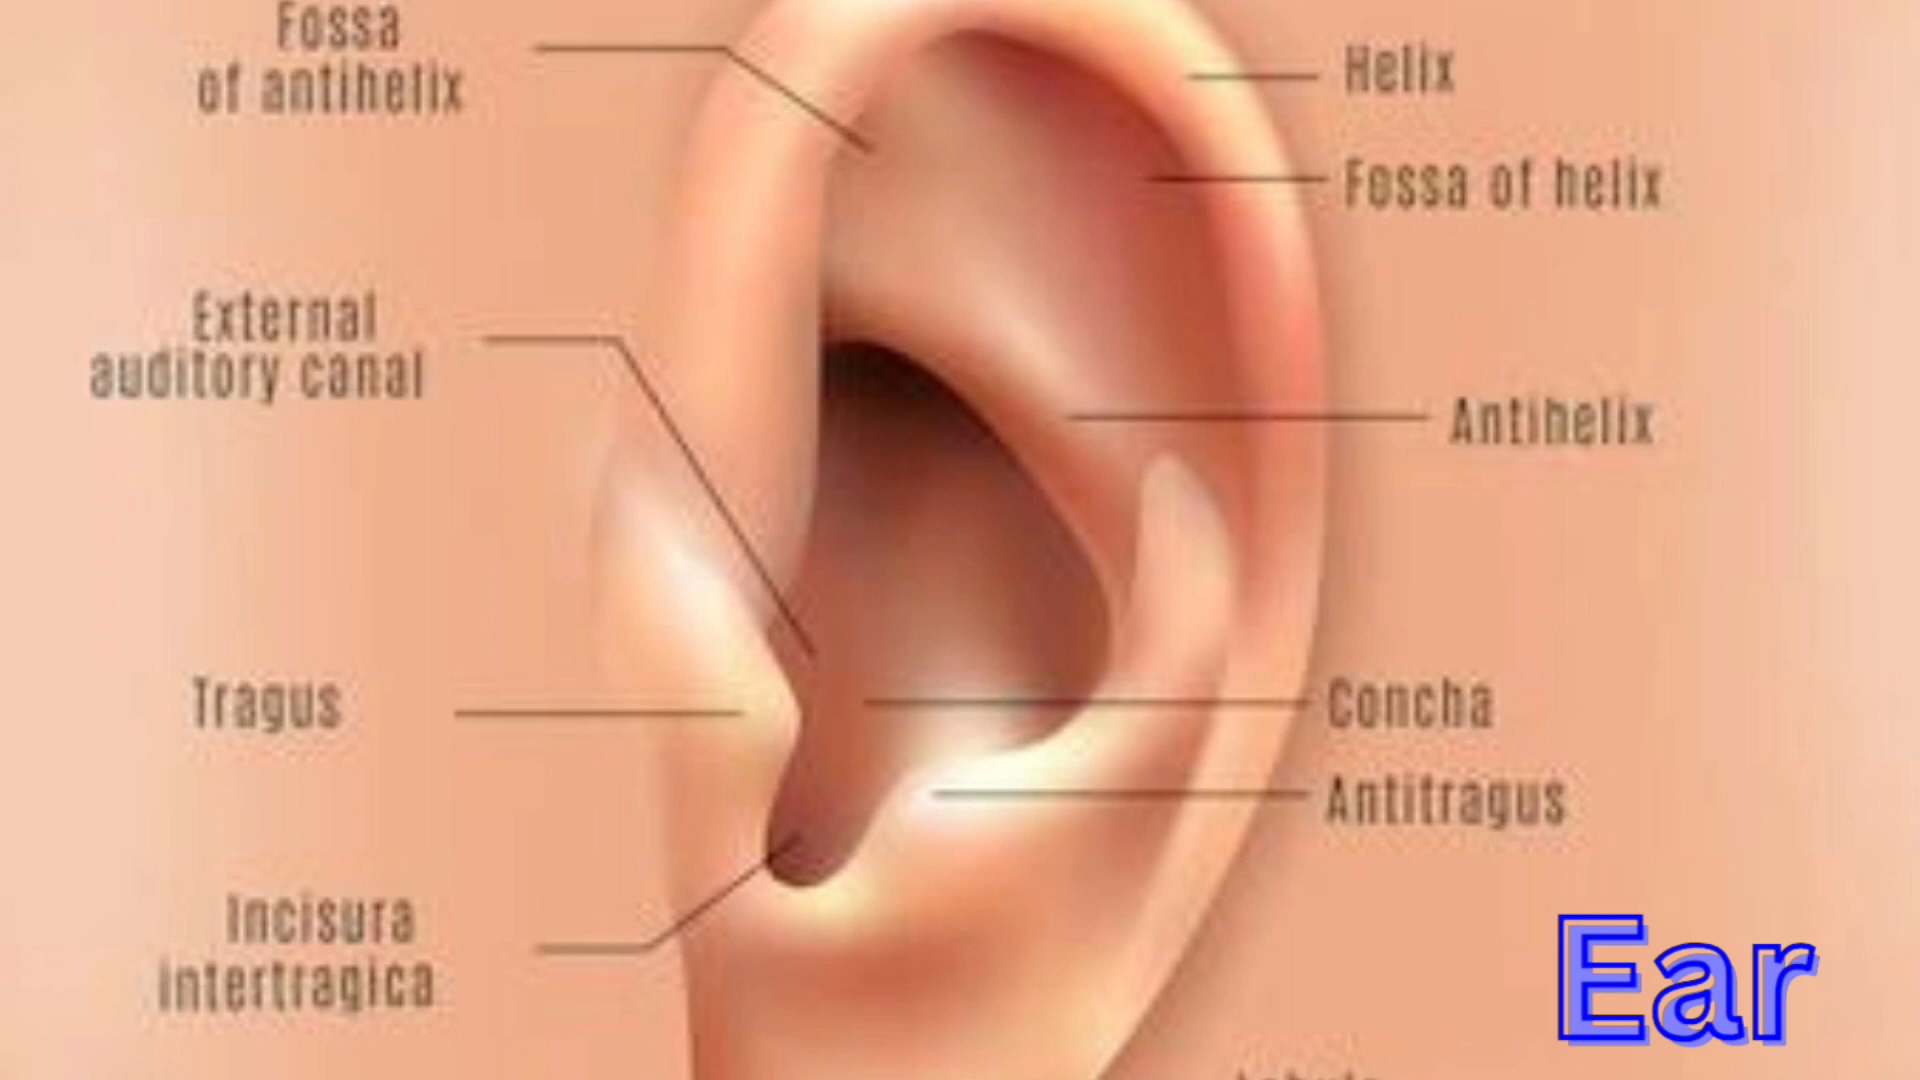 Fossa
of antihelix
External
auditory canal
Tragus
Incisura
intertragica
Helix
Fossa of helix
Antihelix
Concha
Antitragus
Ear